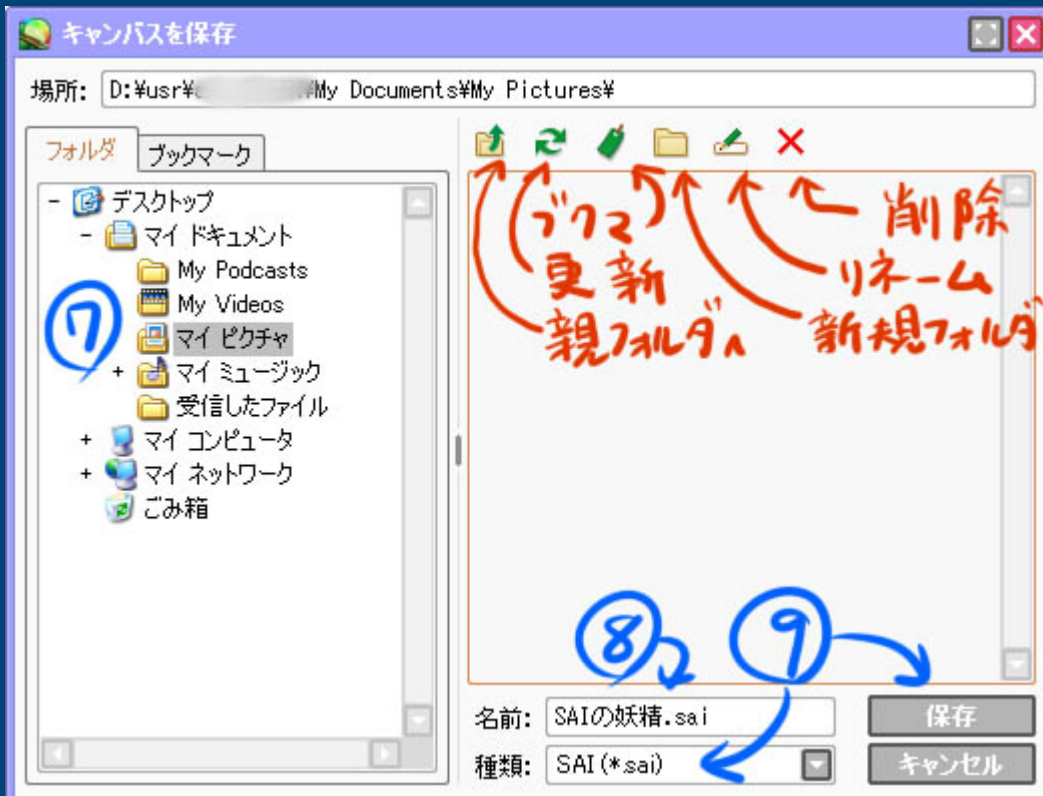 キャンバスを保存
場所: D:¥usr¥ ¥My Documents¥My Pictures¥
フォルダ ブックマーク
- デスクトップ
- マイ ドキュメント
My Podcasts
My Videos
マイ ピクチャ
+ マイ ミュージック
受信したファイル
+ マイ コンピュータ
+ マイ ネットワーク
ごみ箱
⑦
ブクマ
削除
更新
リネーム
親フォルダへ
新規フォルダ
⑧
⑨
名前: SAIの妖精.sai
保存
種類: SAI (*.sai)
キャンセル